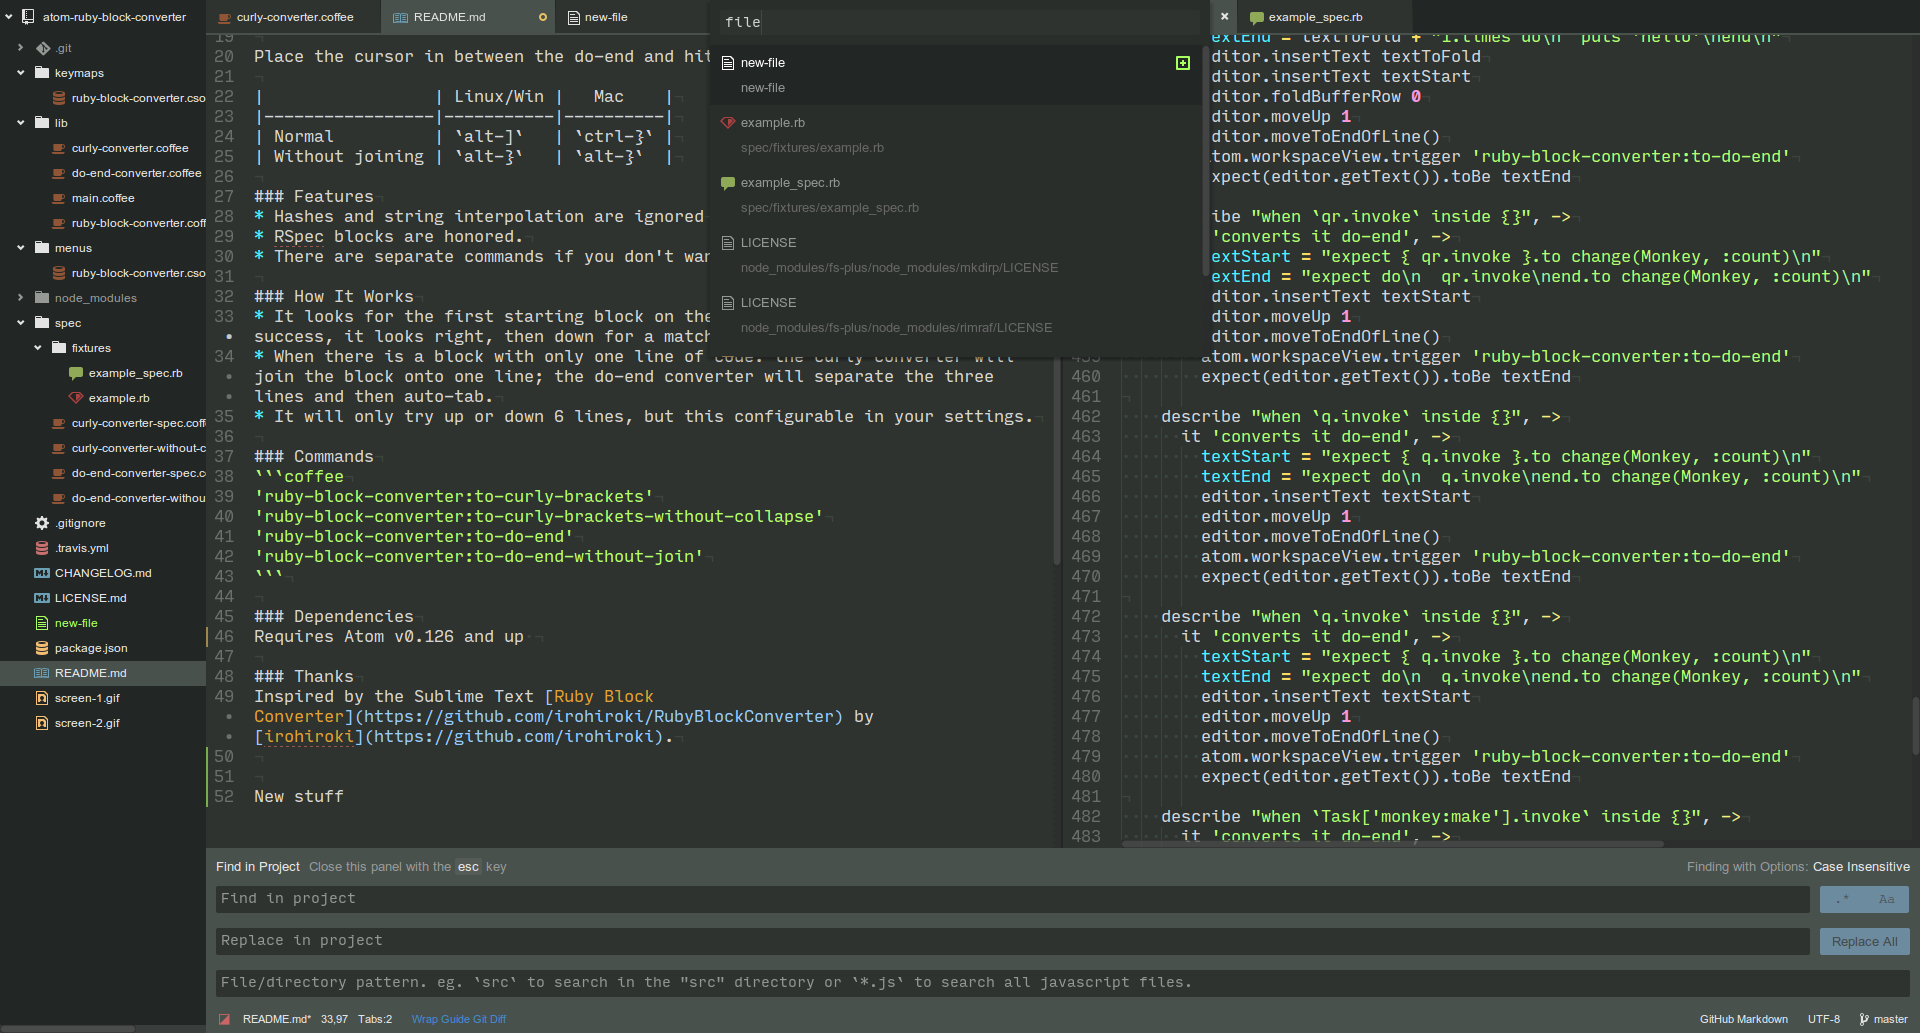 atom-ruby-block-converter
.git
keymaps
ruby-block-converter.cso
lib
curly-converter.coffee
do-end-converter.coffee
main.coffee
ruby-block-converter.coff
menus
ruby-block-converter.cso
node_modules
spec
fixtures
example_spec.rb
example.rb
curly-converter-spec.coff
curly-converter-without-c
do-end-converter-spec.c
do-end-converter-withou
.gitignore
.travis.yml
CHANGELOG.md
LICENSE.md
new-file
package.json
README.md
screen-1.gif
screen-2.gif
curly-converter.coffee
README.md
new-file
19
20 Place the cursor in between the do-end and hit
21
22 |                 | Linux/Win |   Mac    |
23 |-----------------|-----------|----------|
24 | Normal          | `alt-]`   | `ctrl-}` |
25 | Without joining | `alt-}`   | `alt-}`  |
26
27 ### Features
28 * Hashes and string interpolation are ignored
29 * RSpec blocks are honored.
30 * There are separate commands if you don't wan
31
32 ### How It Works
33 * It looks for the first starting block on the
• success, it looks right, then down for a match
34 * When there is a block with only one line of code: the curly converter will
• join the block onto one line; the do-end converter will separate the three
• lines and then auto-tab.
35 * It will only try up or down 6 lines, but this configurable in your settings.
36
37 ### Commands
38 ```coffee
39 'ruby-block-converter:to-curly-brackets'
40 'ruby-block-converter:to-curly-brackets-without-collapse'
41 'ruby-block-converter:to-do-end'
42 'ruby-block-converter:to-do-end-without-join'
43 ```
44
45 ### Dependencies
46 Requires Atom v0.126 and up
47
48 ### Thanks
49 Inspired by the Sublime Text [Ruby Block
• Converter](https://github.com/irohiroki/RubyBlockConverter) by
• [irohiroki](https://github.com/irohiroki).
50
51
52 New stuff
file
new-file
new-file
example.rb
spec/fixtures/example.rb
example_spec.rb
spec/fixtures/example_spec.rb
LICENSE
node_modules/fs-plus/node_modules/mkdirp/LICENSE
LICENSE
node_modules/fs-plus/node_modules/rimraf/LICENSE
× example_spec.rb
extEnd = textToFold + "1.times do\n  puts 'hello'\nend\n"
ditor.insertText textToFold
ditor.insertText textStart
ditor.foldBufferRow 0
ditor.moveUp 1
ditor.moveToEndOfLine()
tom.workspaceView.trigger 'ruby-block-converter:to-do-end'
xpect(editor.getText()).toBe textEnd
ibe "when `qr.invoke` inside {}", ->
'converts it do-end', ->
extStart = "expect { qr.invoke }.to change(Monkey, :count)\n"
extEnd = "expect do\n  qr.invoke\nend.to change(Monkey, :count)\n"
ditor.insertText textStart
ditor.moveUp 1
ditor.moveToEndOfLine()
459 atom.workspaceView.trigger 'ruby-block-converter:to-do-end'
460 expect(editor.getText()).toBe textEnd
461
462 describe "when `q.invoke` inside {}", ->
463 it 'converts it do-end', ->
464 textStart = "expect { q.invoke }.to change(Monkey, :count)\n"
465 textEnd = "expect do\n  q.invoke\nend.to change(Monkey, :count)\n"
466 editor.insertText textStart
467 editor.moveUp 1
468 editor.moveToEndOfLine()
469 atom.workspaceView.trigger 'ruby-block-converter:to-do-end'
470 expect(editor.getText()).toBe textEnd
471
472 describe "when `q.invoke` inside {}", ->
473 it 'converts it do-end', ->
474 textStart = "expect { q.invoke }.to change(Monkey, :count)\n"
475 textEnd = "expect do\n  q.invoke\nend.to change(Monkey, :count)\n"
476 editor.insertText textStart
477 editor.moveUp 1
478 editor.moveToEndOfLine()
479 atom.workspaceView.trigger 'ruby-block-converter:to-do-end'
480 expect(editor.getText()).toBe textEnd
481
482 describe "when `Task['monkey:make'].invoke` inside {}", ->
483 it 'converts it do-end', ->
Find in Project Close this panel with the esc key
Finding with Options: Case Insensitive
Find in project
.* Aa
Replace in project
Replace All
File/directory pattern. eg. `src` to search in the "src" directory or `*.js` to search all javascript files.
README.md* 33,97 Tabs:2 Wrap Guide Git Diff
GitHub Markdown UTF-8 master